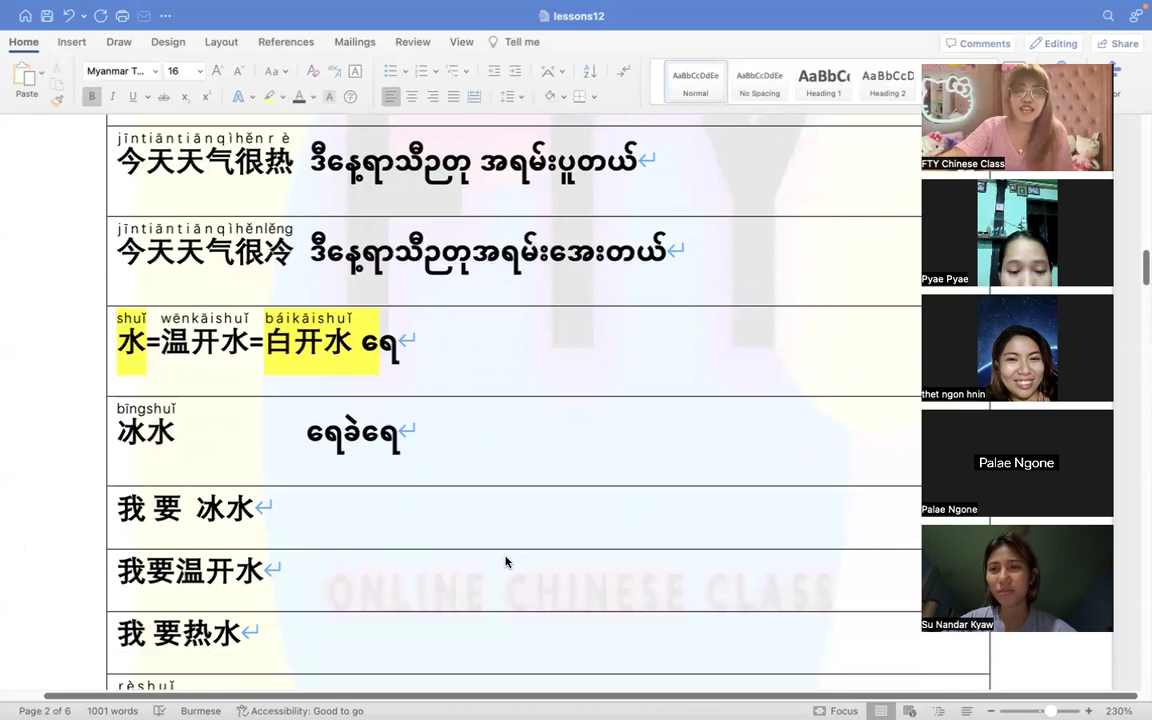 lessons12
Home Insert Draw Design Layout References Mailings Review View Tell me Comments Editing Share
Paste Myanmar T... 16 Aa AaBbCcDdEe Normal AaBbCcDdEe No Spacing AaBbC Heading 1 AaBbCcD Heading 2
FTY Chinese Class
jīntiāntiānqìhěnrè
今天天气很热 ဒီနေ့ရာသီဥတု အရမ်းပူတယ်
jīntiāntiānqìhěnlěng
今天天气很冷 ဒီနေ့ရာသီဥတုအရမ်းအေးတယ်
Pyae Pyae
shuǐ wēnkāishuǐ báikāishuǐ
水=温开水=白开水 ရေ
thet ngon hnin
bīngshuǐ
冰水 ရေခဲရေ
Palae Ngone
Palae Ngone
我 要 冰水
我要温开水
ONLINE CHINESE CLASS
我 要热水
Su Nandar Kyaw
rèshuǐ
Page 2 of 6 1001 words Burmese Accessibility: Good to go Focus 230%